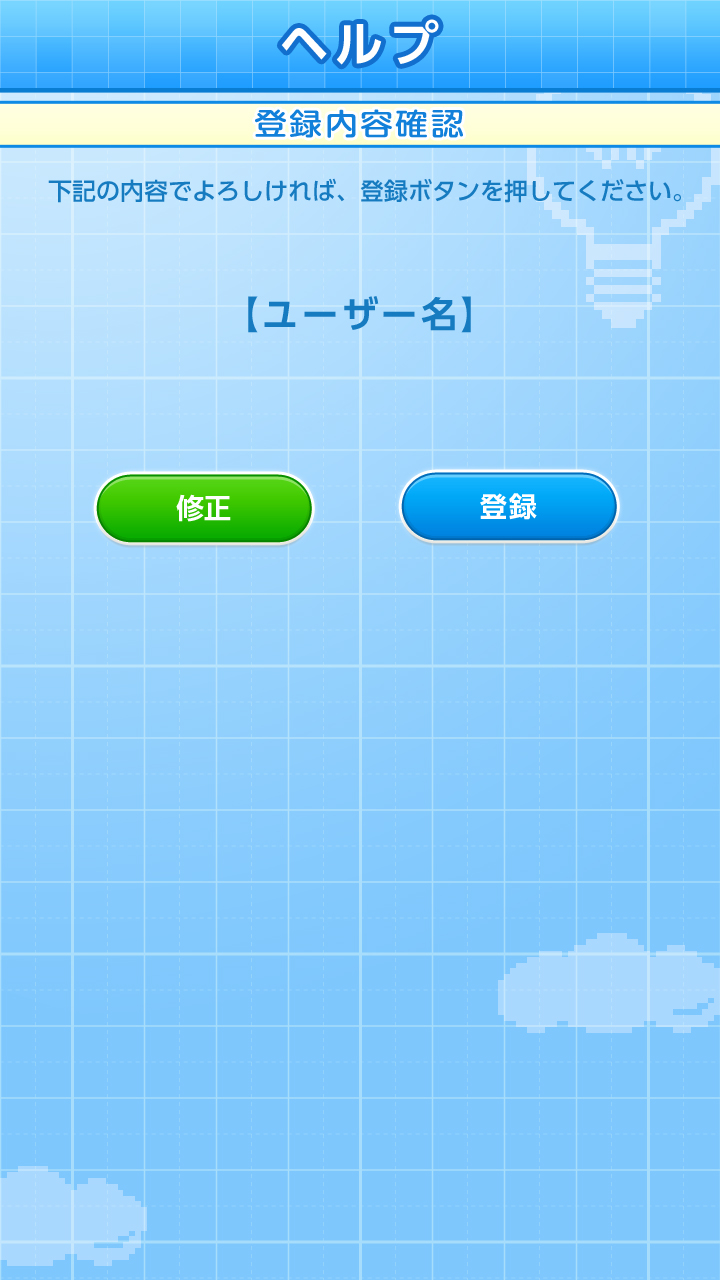 ヘルプ
登録内容確認
下記の内容でよろしければ、登録ボタンを押してください。
【ユーザー名】
修正
登録